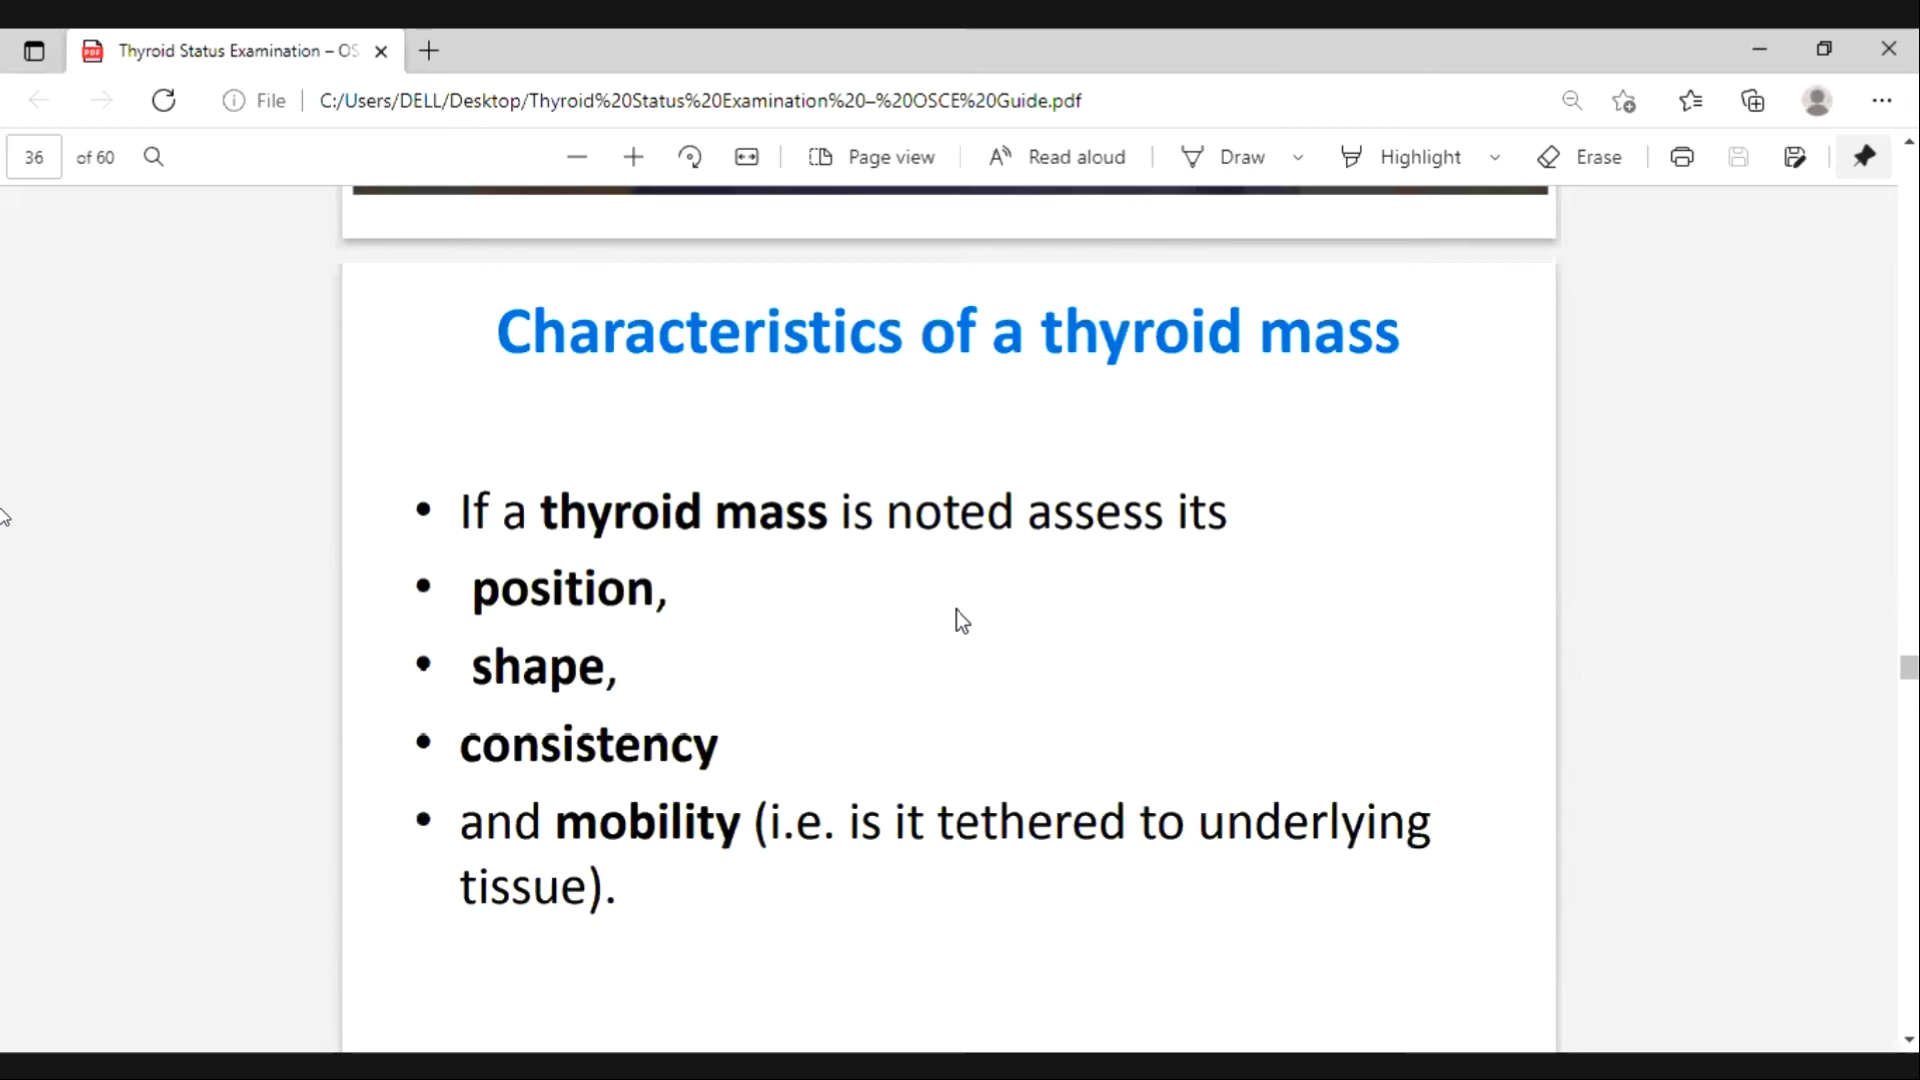 Thyroid Status Examination – OS
File
C:/Users/DELL/Desktop/Thyroid%20Status%20Examination%20–%20OSCE%20Guide.pdf
36 of 60
Page view
Read aloud
Draw
Highlight
Erase
Characteristics of a thyroid mass
• If a thyroid mass is noted assess its
• position,
• shape,
• consistency
• and mobility (i.e. is it tethered to underlying
tissue).